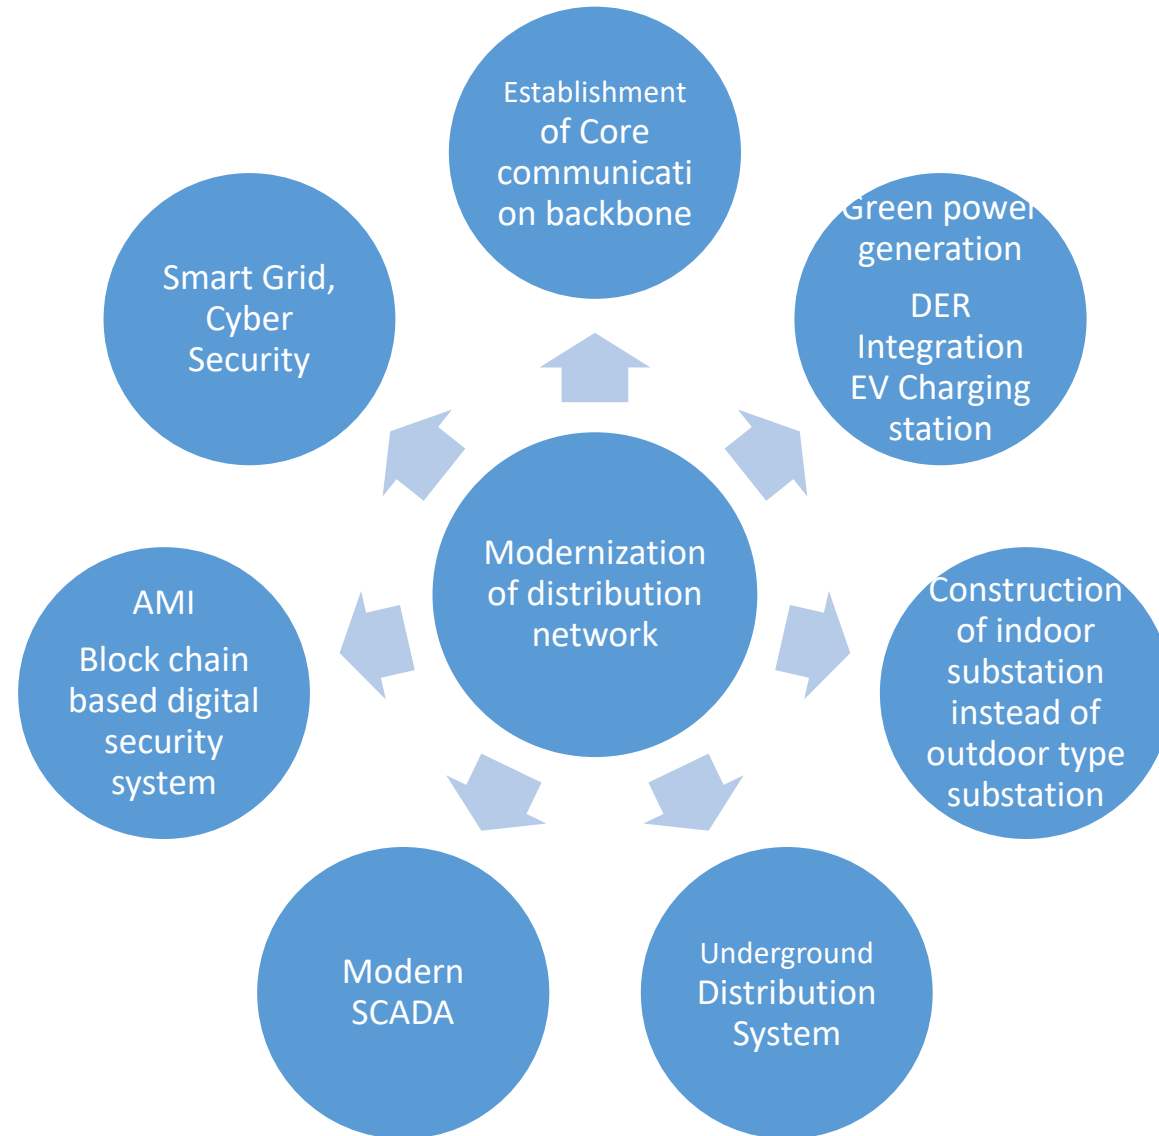 Establishment
of Core
communicati
on backbone
Green power
generation
DER
Integration
EV Charging
station
Construction
of indoor
substation
instead of
outdoor type
substation
Underground
Distribution
System
Modern
SCADA
AMI
Block chain
based digital
security
system
Smart Grid,
Cyber
Security
Modernization
of distribution
network